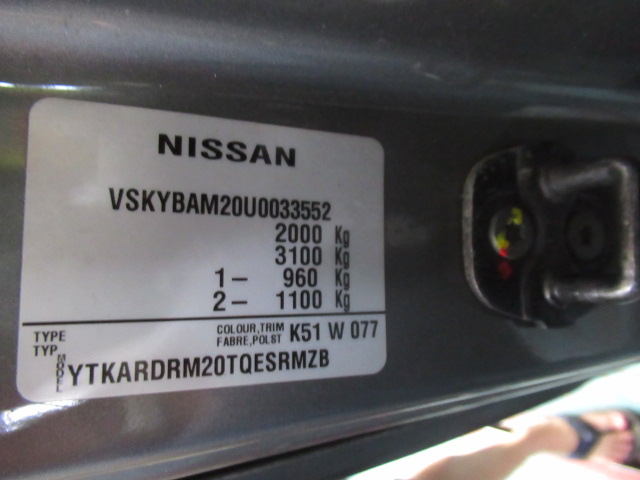 NISSAN
VSKYBAM20U0033552
2000 Kg
3100 Kg
1– 960 Kg
2– 1100 Kg
TYPE
TYP
COLOUR,TRIM
FABRE,POLST K51 W 077
MODEL YTKARDRM20TQESRMZB